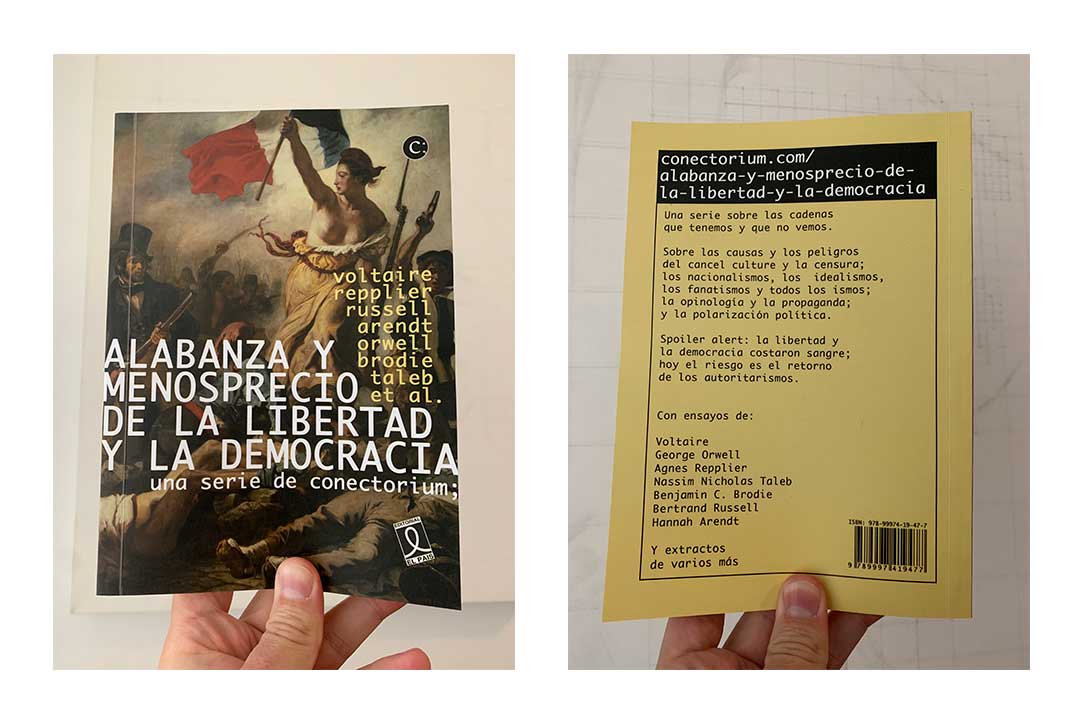 C:
voltaire
repplier
russell
arendt
orwell
brodie
taleb
et al.
ALABANZA Y
MENOSPRECIO
DE LA LIBERTAD
Y LA DEMOCRACIA
una serie de conectorium;
EDITORIAL
EL PAIS
conectorium.com/
alabanza-y-menosprecio-de-
la-libertad-y-la-democracia
Una serie sobre las cadenas
que tenemos y que no vemos.
Sobre las causas y los peligros
del cancel culture y la censura;
los nacionalismos, los idealismos,
los fanatismos y todos los ismos;
la opinología y la propaganda;
y la polarización política.
Spoiler alert: la libertad y
la democracia costaron sangre;
hoy el riesgo es el retorno
de los autoritarismos.
Con ensayos de:
Voltaire
George Orwell
Agnes Repplier
Nassim Nicholas Taleb
Benjamin C. Brodie
Bertrand Russell
Hannah Arendt
Y extractos
de varios más
ISBN: 978-99974-19-47-7
9 789997 419477